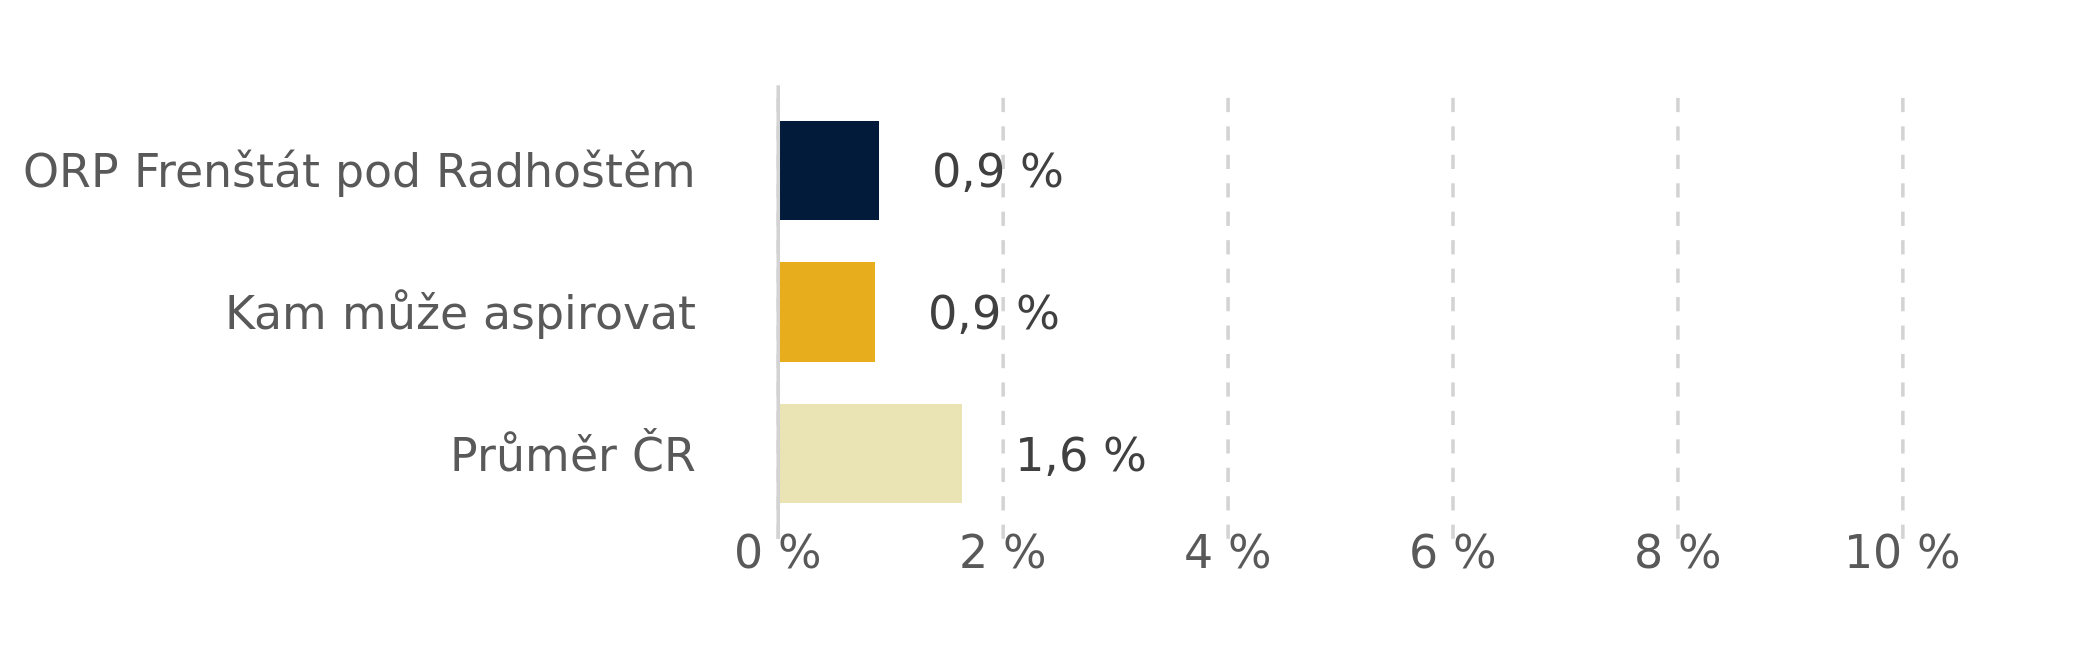 ORP Frenštát pod Radhoštěm 0,9 %
Kam může aspirovat 0,9 %
Průměr ČR 1,6 %
0 % 2 % 4 % 6 % 8 % 10 %